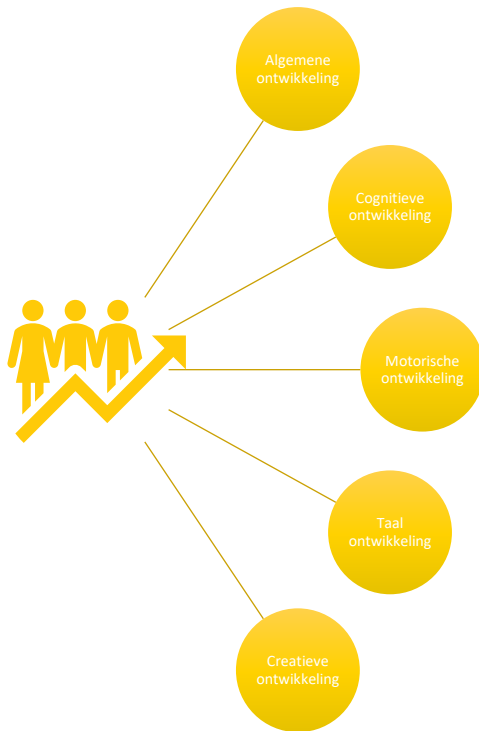 Algemene
ontwikkeling
Cognitieve
ontwikkeling
Motorische
ontwikkeling
Taal
ontwikkeling
Creatieve
ontwikkeling